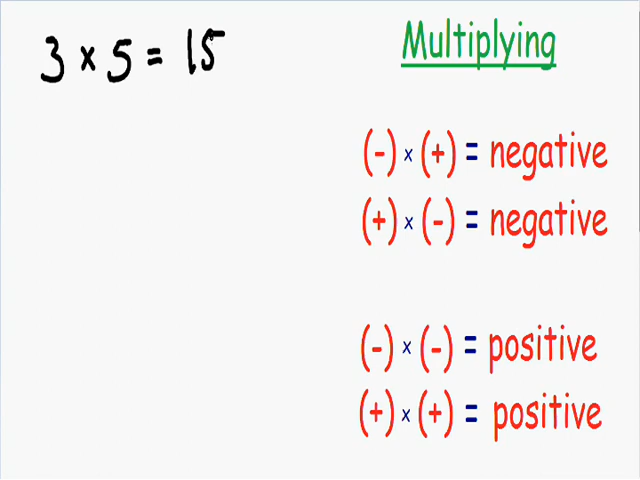 3 × 5 = 15
Multiplying
(-) × (+) = negative
(+) × (-) = negative
(-) × (-) = positive
(+) × (+) = positive